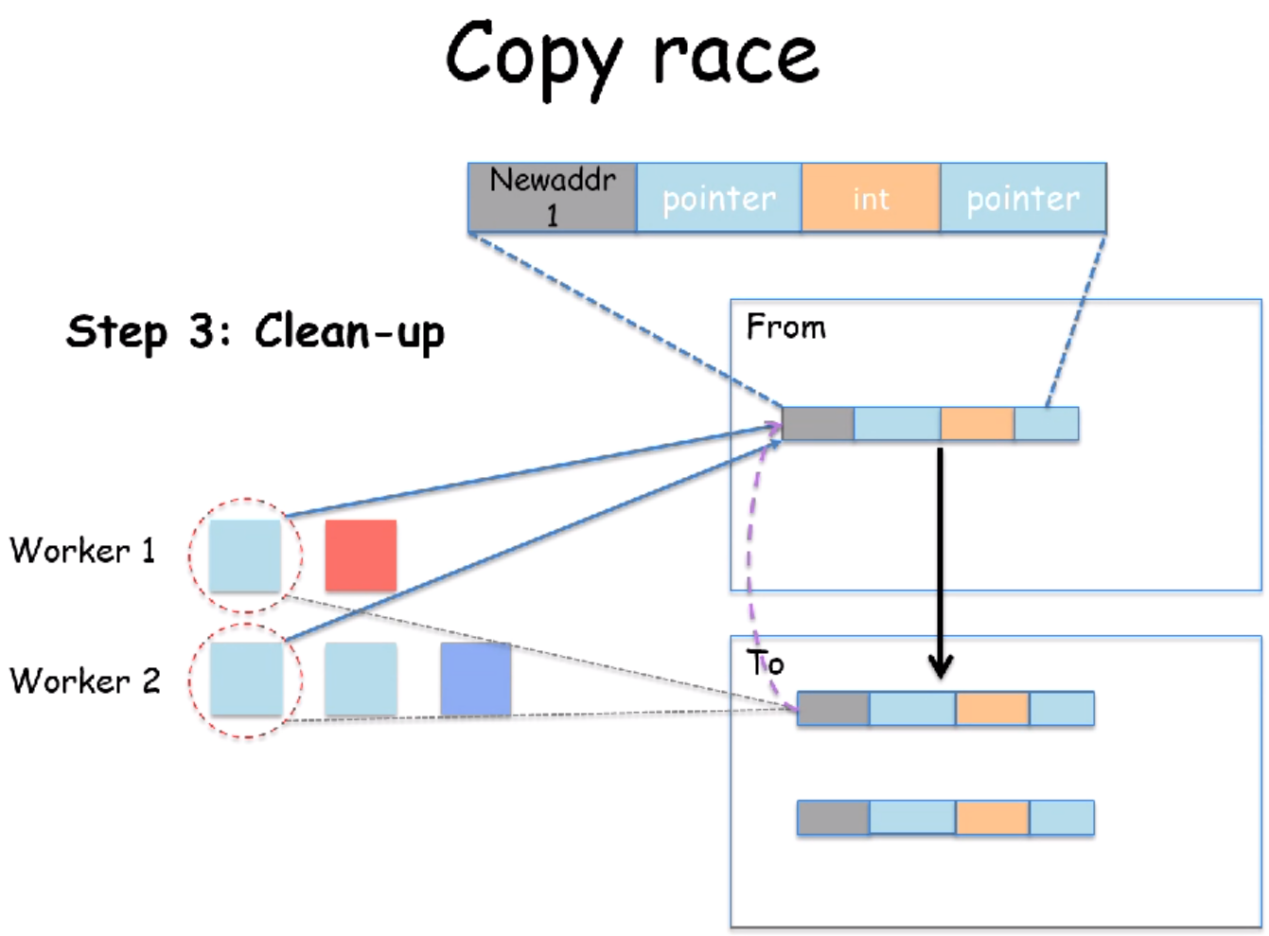 Copy race
Newaddr
1
pointer
int
pointer
Step 3: Clean-up
From
Worker 1
Worker 2
To